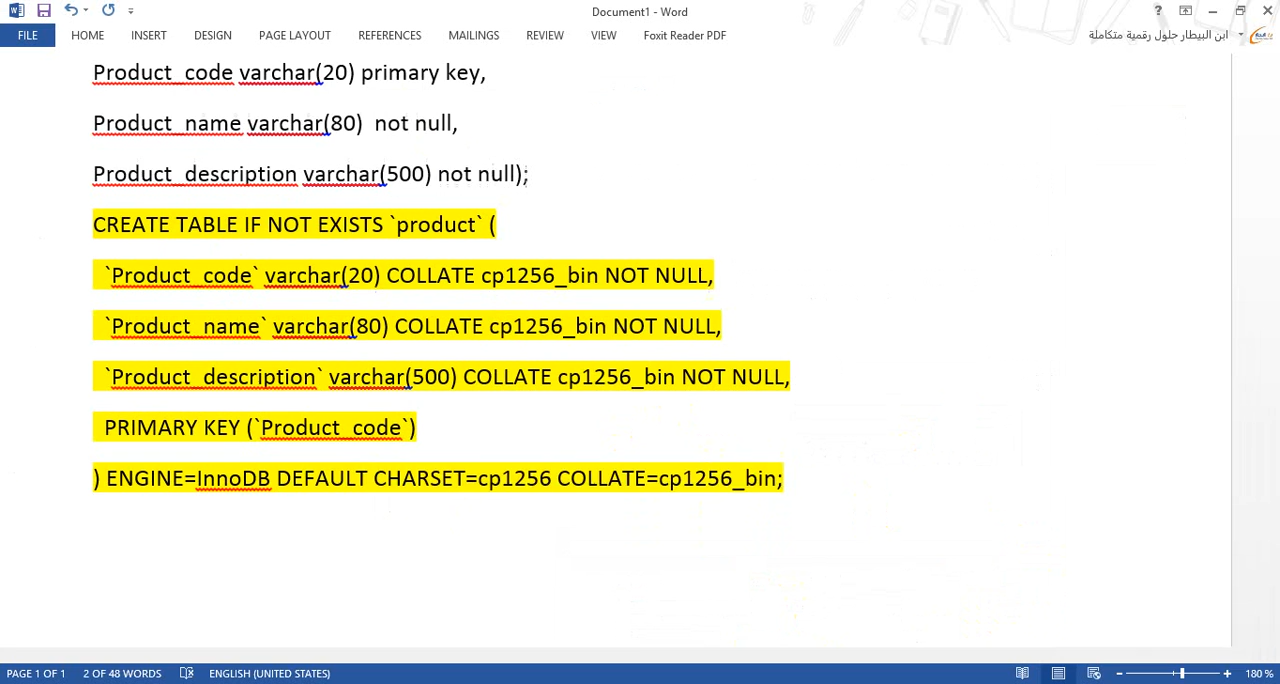 Document1 - Word
FILE HOME INSERT DESIGN PAGE LAYOUT REFERENCES MAILINGS REVIEW VIEW Foxit Reader PDF ابن البيطار حلول رقمية متكاملة
Product_code varchar(20) primary key,
Product_name varchar(80)  not null,
Product_description varchar(500) not null);
CREATE TABLE IF NOT EXISTS `product` (
`Product_code` varchar(20) COLLATE cp1256_bin NOT NULL,
`Product_name` varchar(80) COLLATE cp1256_bin NOT NULL,
`Product_description` varchar(500) COLLATE cp1256_bin NOT NULL,
PRIMARY KEY (`Product_code`)
) ENGINE=InnoDB DEFAULT CHARSET=cp1256 COLLATE=cp1256_bin;
PAGE 1 OF 1 2 OF 48 WORDS ENGLISH (UNITED STATES) 180 %